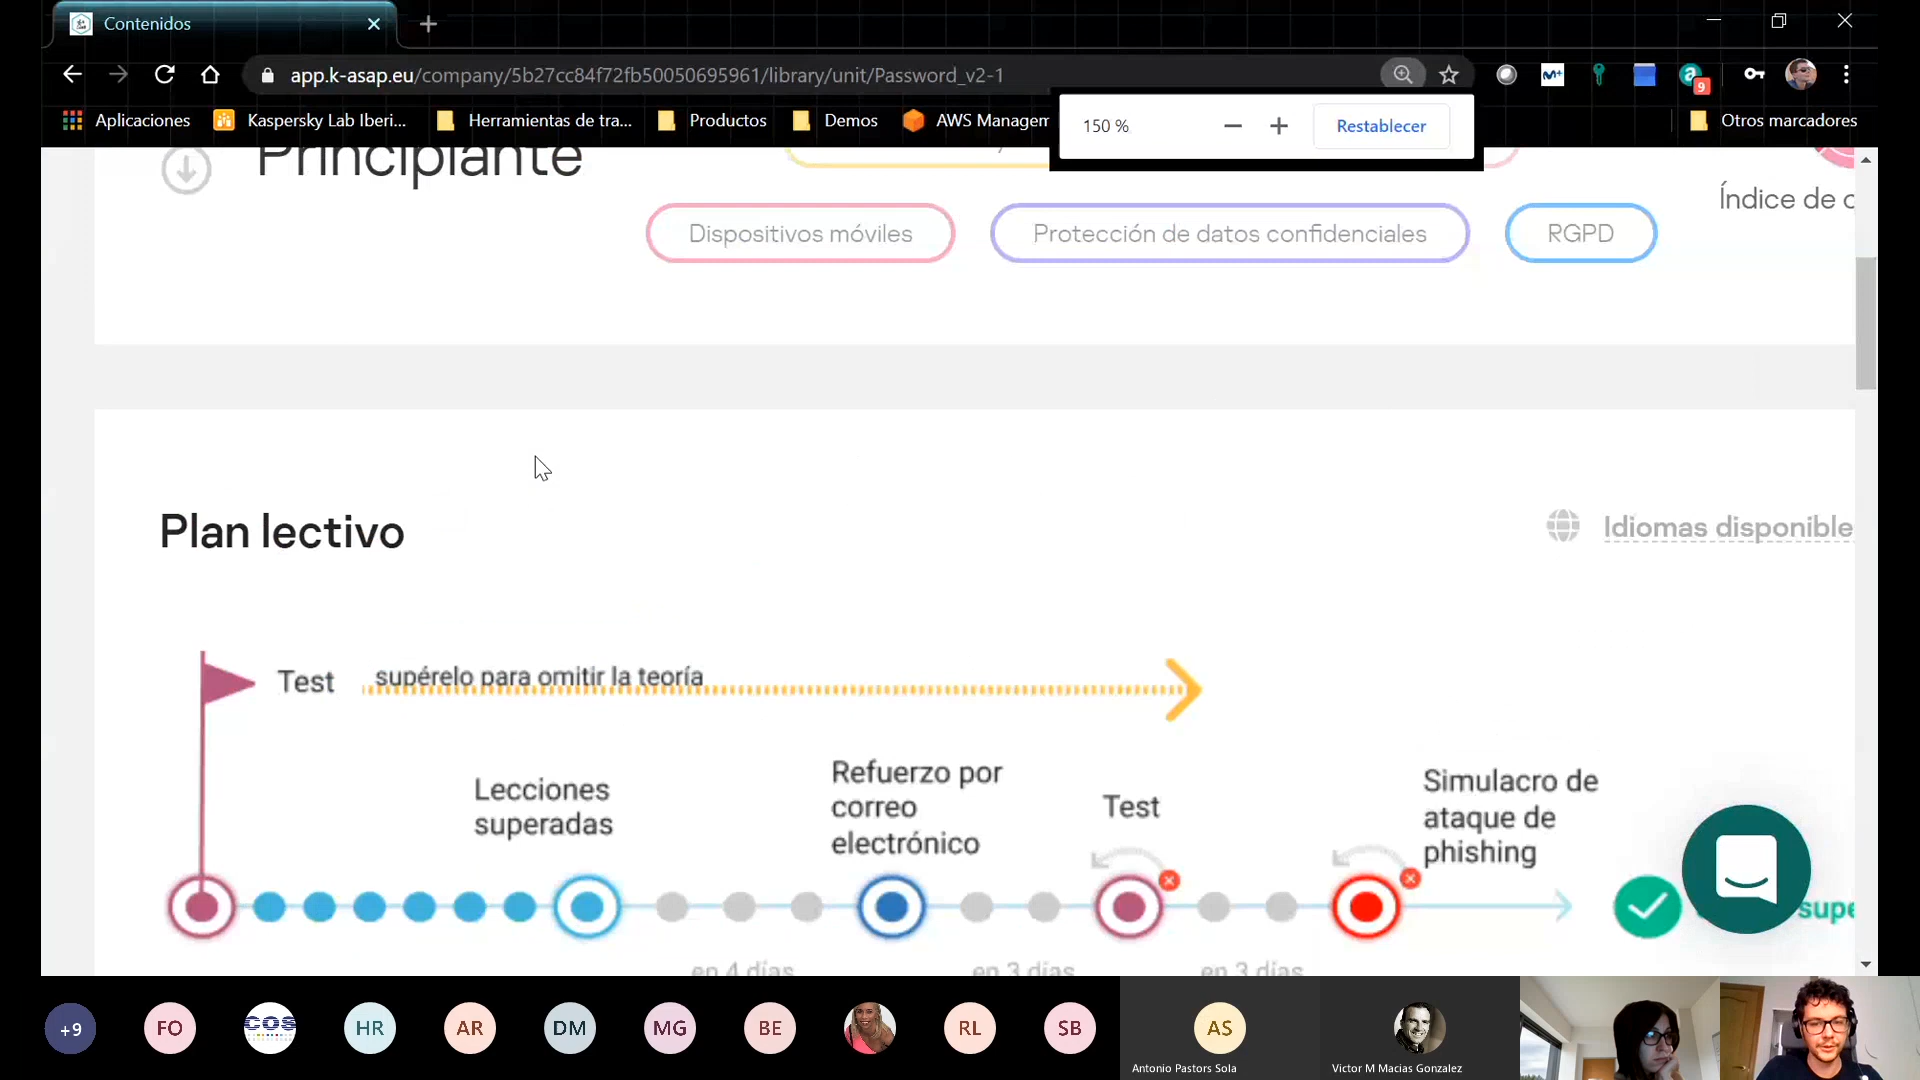 Contenidos
app.k-asap.eu/company/5b27cc84f72fb50050695961/library/unit/Password_v2-1
9
Aplicaciones
Kaspersky Lab Iberi...
Herramientas de tra...
Productos
Demos
AWS Managem
Otros marcadores
150 %
Restablecer
Principiante
Índice de c
Dispositivos móviles
Protección de datos confidenciales
RGPD
Plan lectivo
Idiomas disponible
Test
supérelo para omitir la teoría
Lecciones
superadas
Refuerzo por
correo
electrónico
Test
Simulacro de
ataque de
phishing
supe
en 4 días
en 3 días
en 3 días
+9
FO
COS
HR
AR
DM
MG
BE
RL
SB
AS
Antonio Pastors Sola
Victor M Macias Gonzalez